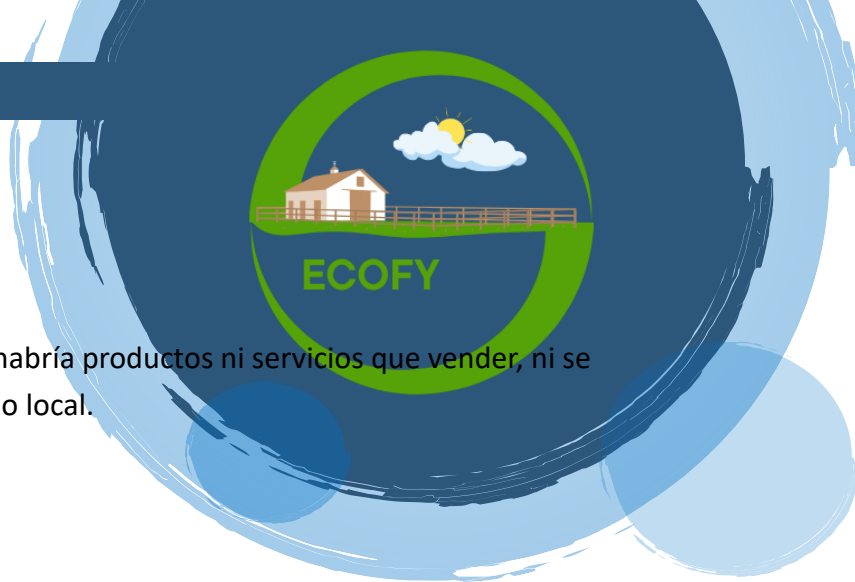 ECOFY
habría productos ni servicios que vender, ni se
o local.